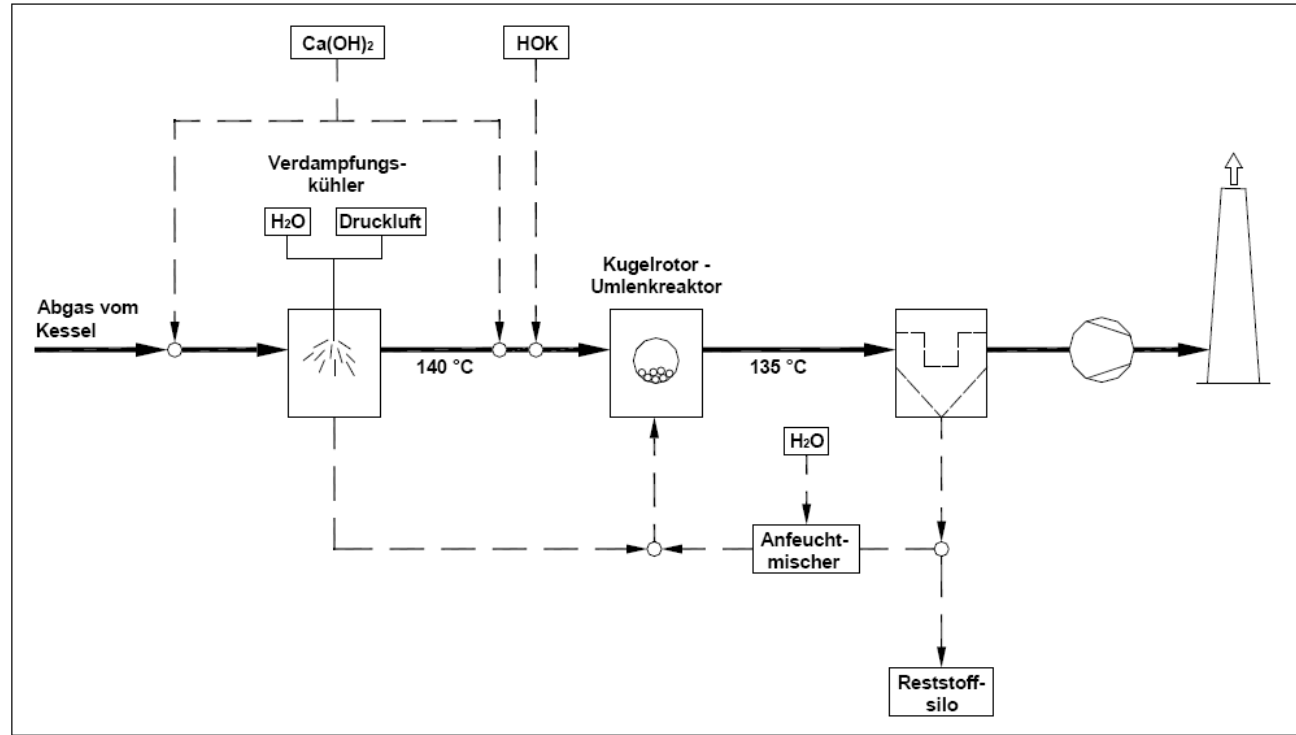 Ca(OH)₂
HOK
Verdampfungs-
kühler
H₂O
Druckluft
Kugelrotor -
Umlenkreaktor
Abgas vom
Kessel
140 °C
135 °C
H₂O
Anfeucht-
mischer
Reststoff-
silo